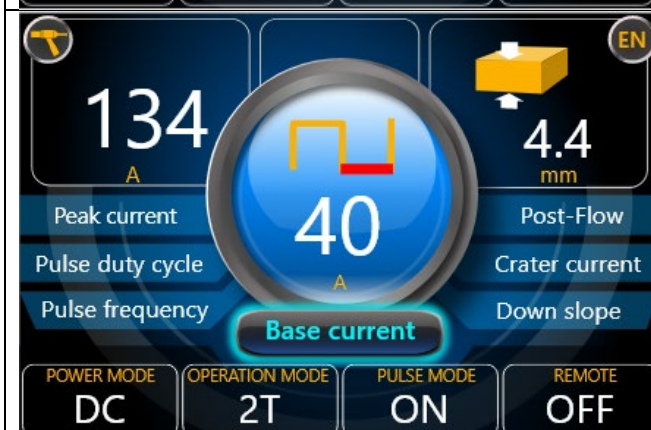 EN
134
A
4.4
mm
40
A
Peak current
Pulse duty cycle
Pulse frequency
Post-Flow
Crater current
Down slope
Base current
POWER MODE
DC
OPERATION MODE
2T
PULSE MODE
ON
REMOTE
OFF